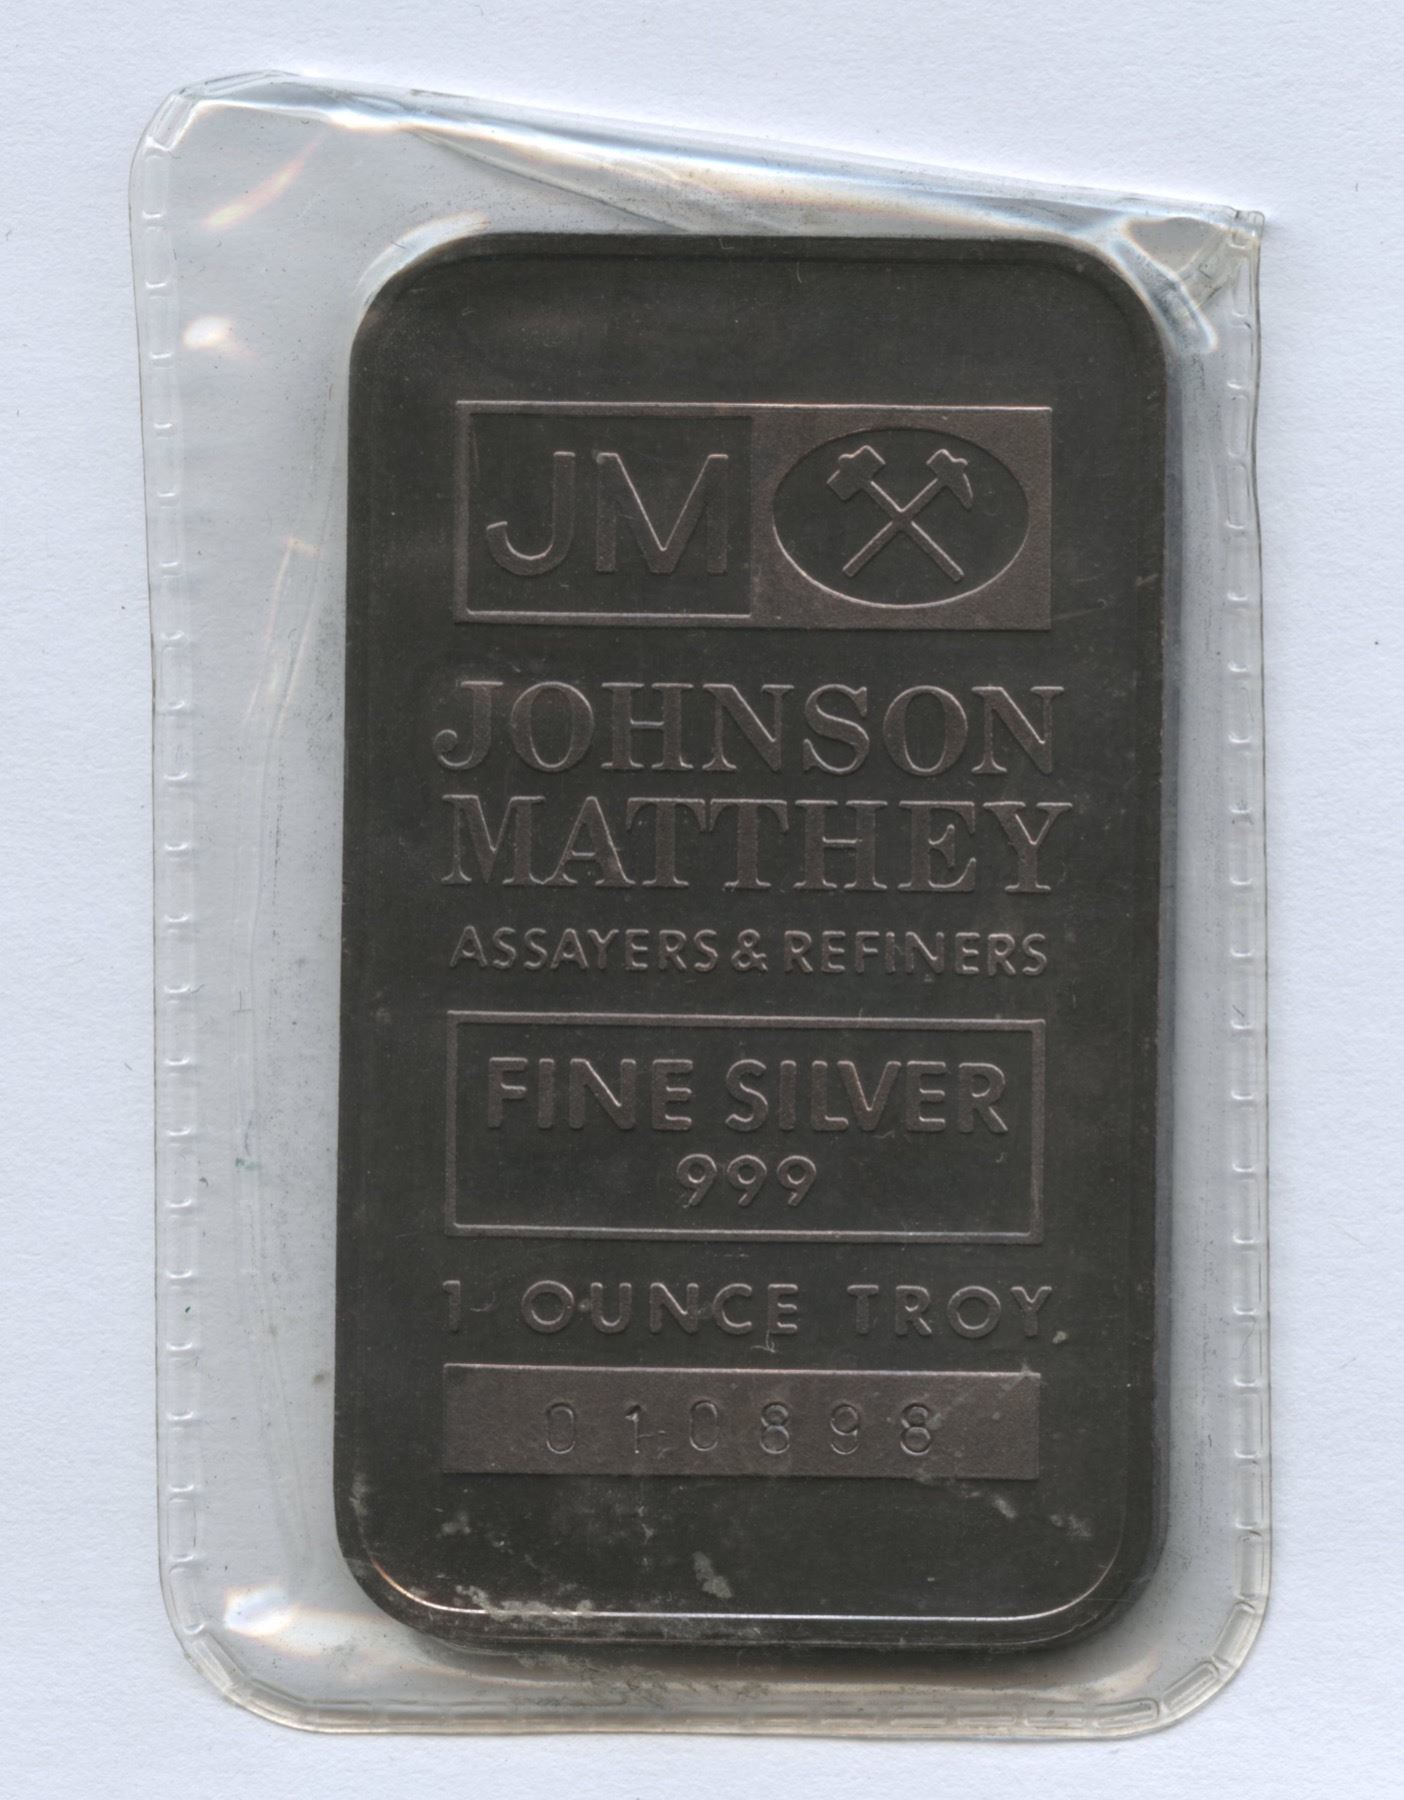 JM
JOHNSON
MATTHEY
ASSAYERS & REFINERS
FINE SILVER
999
1 OUNCE TROY
010898